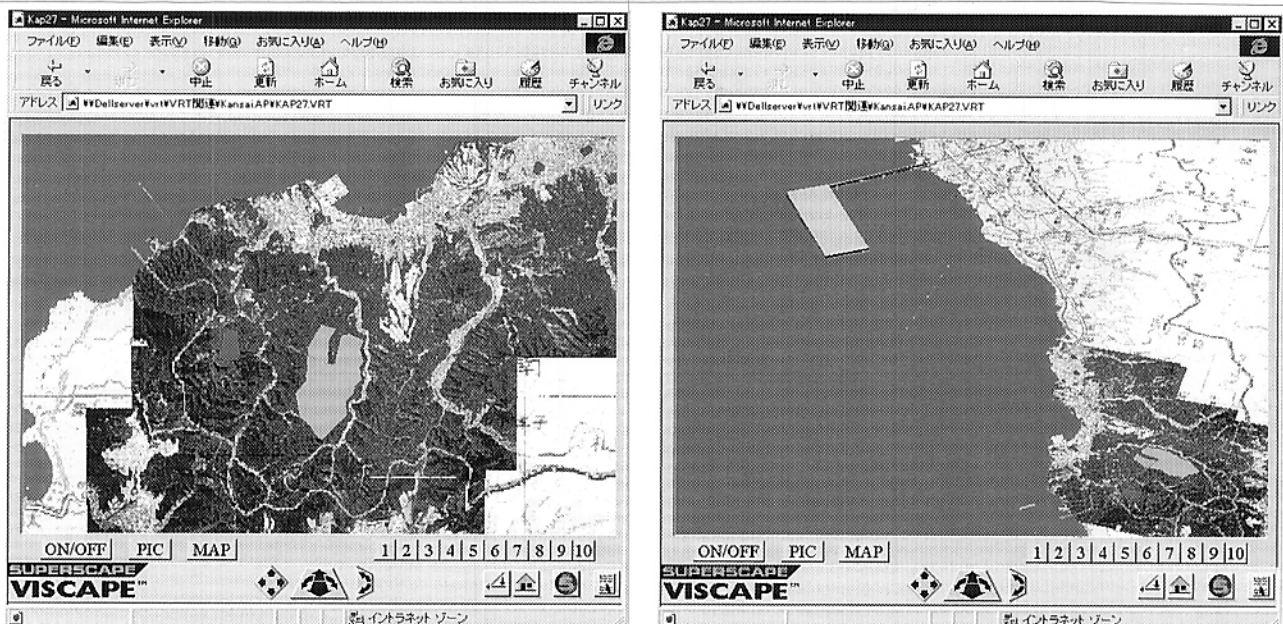 Kap27 - Microsoft Internet Explorer
ファイル(F) 編集(E) 表示(V) 移動(G) お気に入り(A) ヘルプ(H)
戻る 中止 更新 ホーム 検索 お気に入り 履歴 チャンネル
アドレス ¥¥Dellserver¥vrt¥VRT関連¥KansaiAP¥KAP27.VRT リンク
ON/OFF PIC MAP 1 2 3 4 5 6 7 8 9 10
SUPERSCAPE
VISCAPE™
イントラネット ゾーン
Kap27 - Microsoft Internet Explorer
ファイル(F) 編集(E) 表示(V) 移動(G) お気に入り(A) ヘルプ(H)
戻る 中止 更新 ホーム 検索 お気に入り 履歴 チャンネル
アドレス ¥¥Dellserver¥vrt¥VRT関連¥KansaiAP¥KAP27.VRT リンク
ON/OFF PIC MAP 1 2 3 4 5 6 7 8 9 10
SUPERSCAPE
VISCAPE™
イントラネット ゾーン